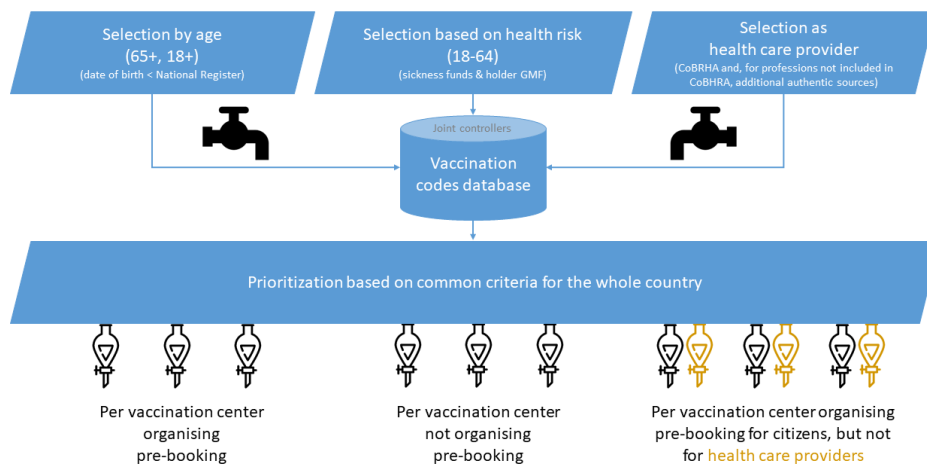 Selection by age
(65+, 18+)
(date of birth < National Register)
Selection based on health risk
(18-64)
(sickness funds & holder GMF)
Selection as
health care provider
(CoBRHA and, for professions not included in
CoBHRA, additional authentic sources)
Joint controllers
Vaccination
codes database
Prioritization based on common criteria for the whole country
Per vaccination center
organising
pre-booking
Per vaccination center
not organising
pre-booking
Per vaccination center organising
pre-booking for citizens, but not
for health care providers